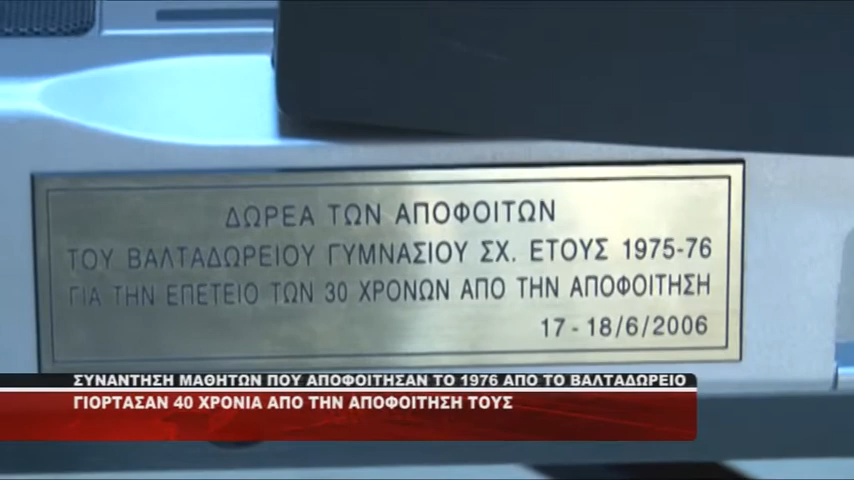 ΔΩΡΕΑ ΤΩΝ ΑΠΟΦΟΙΤΩΝ
ΤΟΥ ΒΑΛΤΑΔΩΡΕΙΟΥ ΓΥΜΝΑΣΙΟΥ ΣΧ. ΕΤΟΥΣ 1975-76
ΓΙΑ ΤΗΝ ΕΠΕΤΕΙΟ ΤΩΝ 30 ΧΡΟΝΩΝ ΑΠΟ ΤΗΝ ΑΠΟΦΟΙΤΗΣΗ
17 - 18/6/2006
ΣΥΝΑΝΤΗΣΗ ΜΑΘΗΤΩΝ ΠΟΥ ΑΠΟΦΟΙΤΗΣΑΝ ΤΟ 1976 ΑΠΟ ΤΟ ΒΑΛΤΑΔΩΡΕΙΟ
ΓΙΟΡΤΑΣΑΝ 40 ΧΡΟΝΙΑ ΑΠΟ ΤΗΝ ΑΠΟΦΟΙΤΗΣΗ ΤΟΥΣ